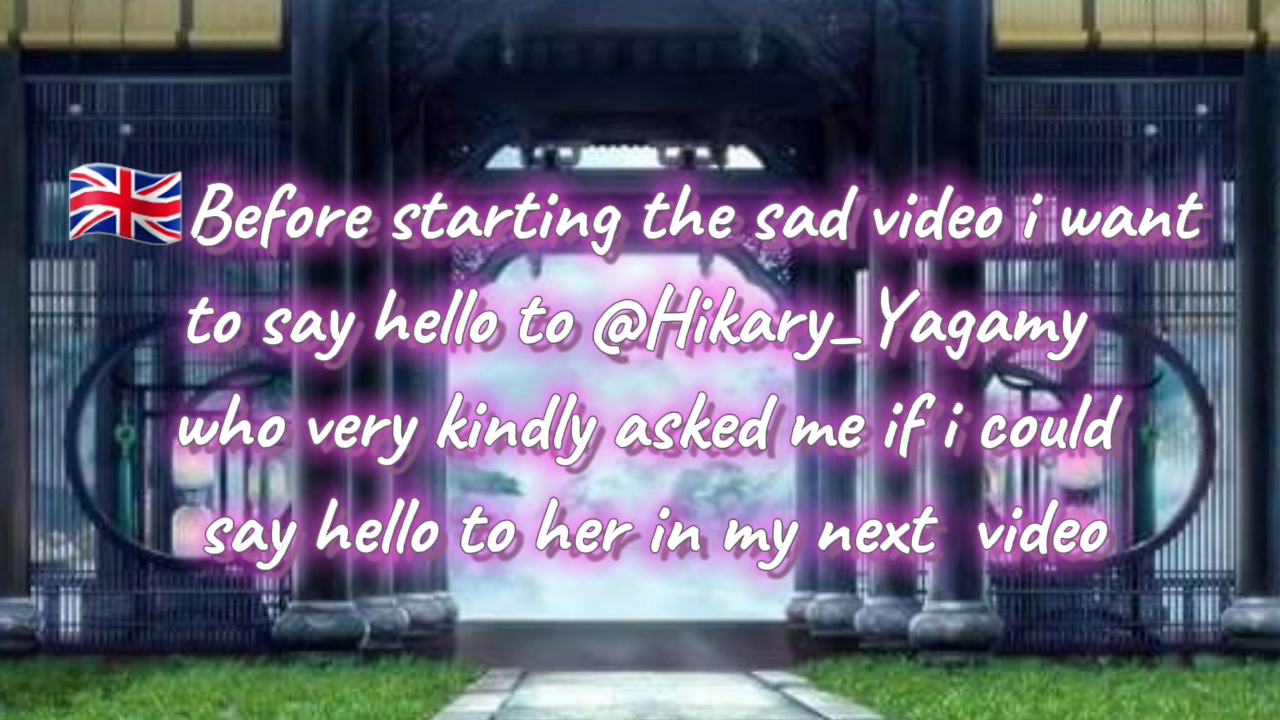 🇬🇧Before starting the sad video i want
to say hello to @Hikary_Yagamy
who very kindly asked me if i could
say hello to her in my next video